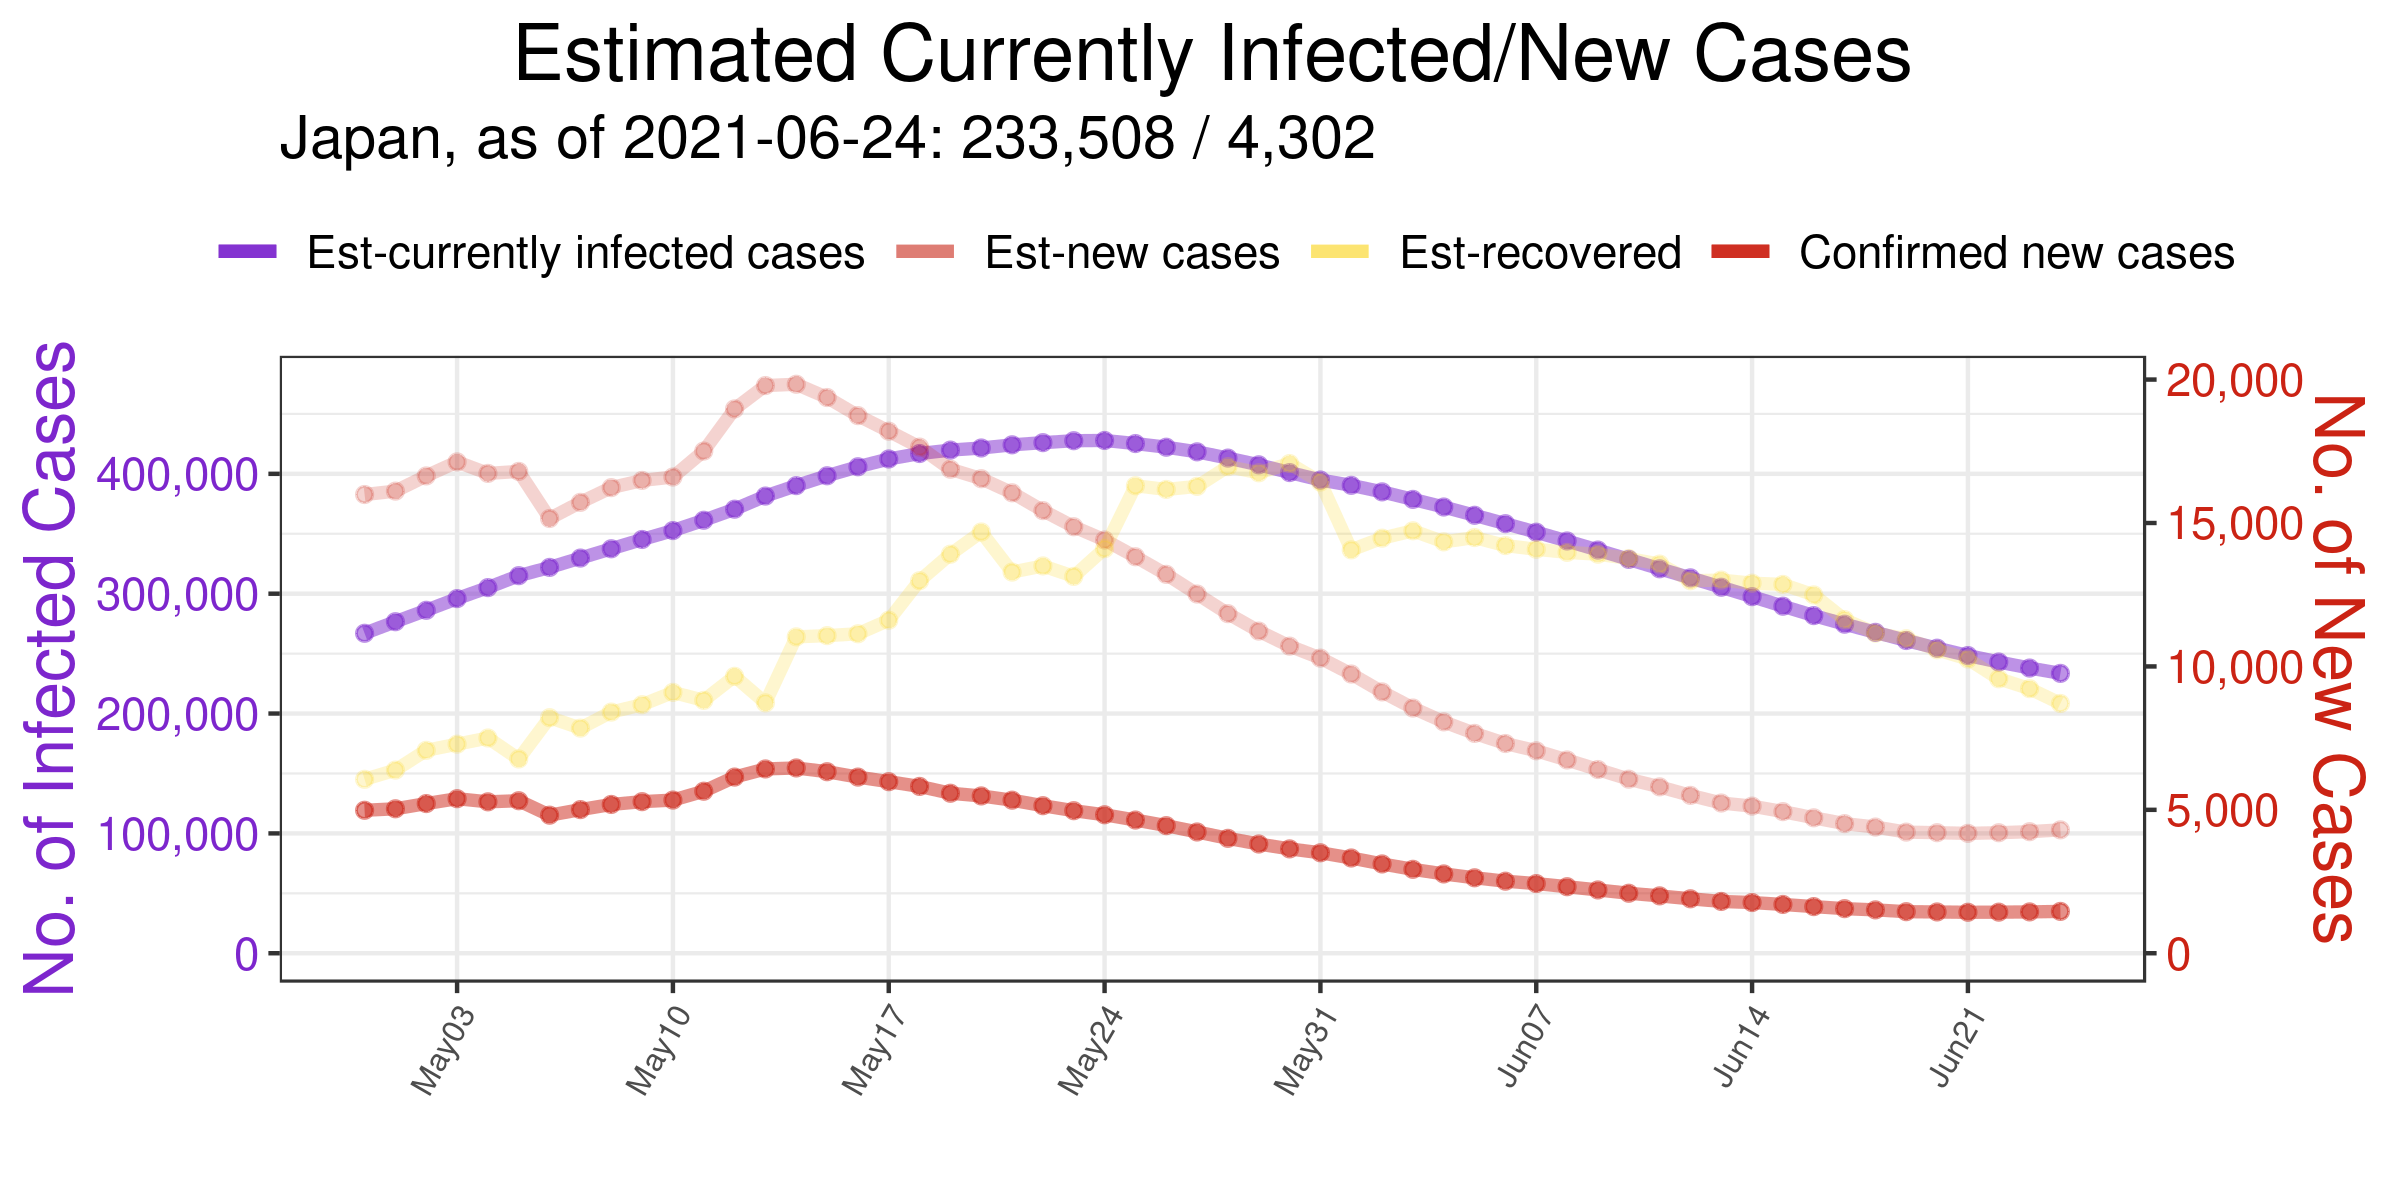 Estimated Currently Infected/New Cases
Japan, as of 2021-06-24: 233,508 / 4,302
Est-currently infected cases Est-new cases Est-recovered Confirmed new cases
No. of Infected Cases
400,000
300,000
200,000
100,000
0
20,000
15,000
10,000
5,000
0
No. of New Cases
May03 May10 May17 May24 May31 Jun07 Jun14 Jun21